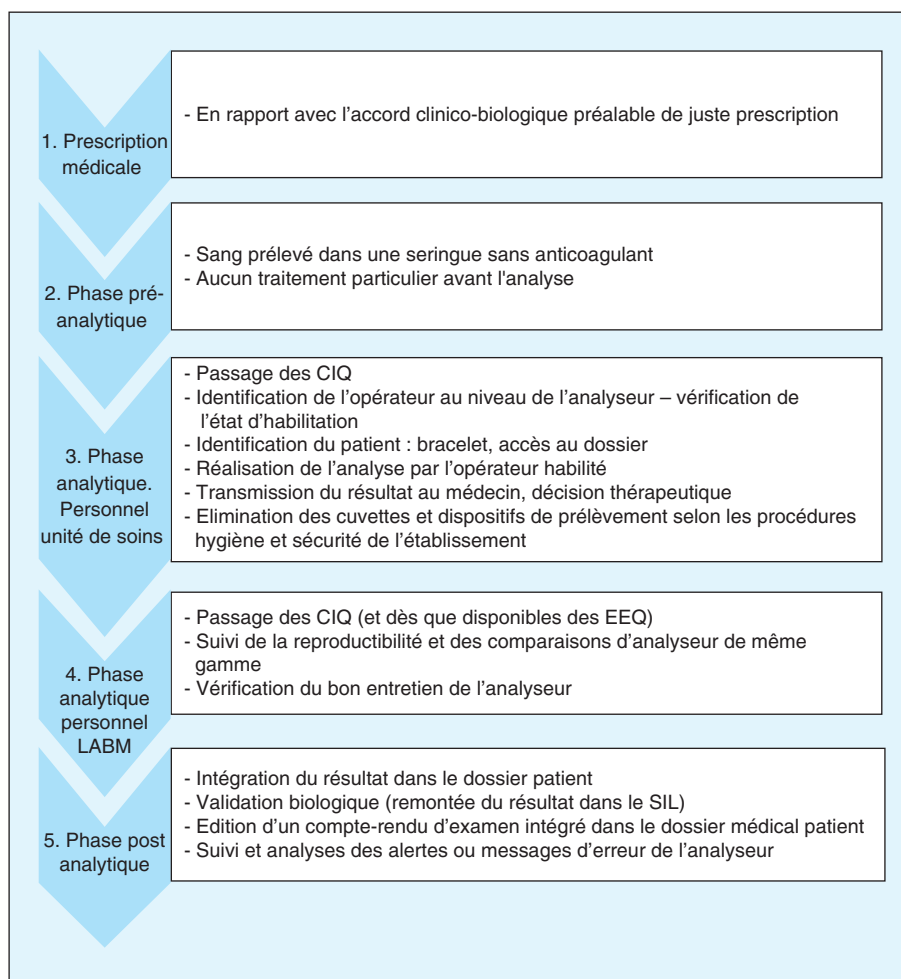 1. Prescription
médicale
- En rapport avec l'accord clinico-biologique préalable de juste prescription
2. Phase pré-
analytique
- Sang prélevé dans une seringue sans anticoagulant
- Aucun traitement particulier avant l'analyse
3. Phase
analytique.
Personnel
unité de soins
- Passage des CIQ
- Identification de l'opérateur au niveau de l'analyseur – vérification de
l'état d'habilitation
- Identification du patient : bracelet, accès au dossier
- Réalisation de l'analyse par l'opérateur habilité
- Transmission du résultat au médecin, décision thérapeutique
- Elimination des cuvettes et dispositifs de prélèvement selon les procédures
hygiène et sécurité de l'établissement
4. Phase
analytique
personnel
LABM
- Passage des CIQ (et dès que disponibles des EEQ)
- Suivi de la reproductibilité et des comparaisons d'analyseur de même
gamme
- Vérification du bon entretien de l'analyseur
5. Phase post
analytique
- Intégration du résultat dans le dossier patient
- Validation biologique (remontée du résultat dans le SIL)
- Edition d'un compte-rendu d'examen intégré dans le dossier médical patient
- Suivi et analyses des alertes ou messages d'erreur de l'analyseur